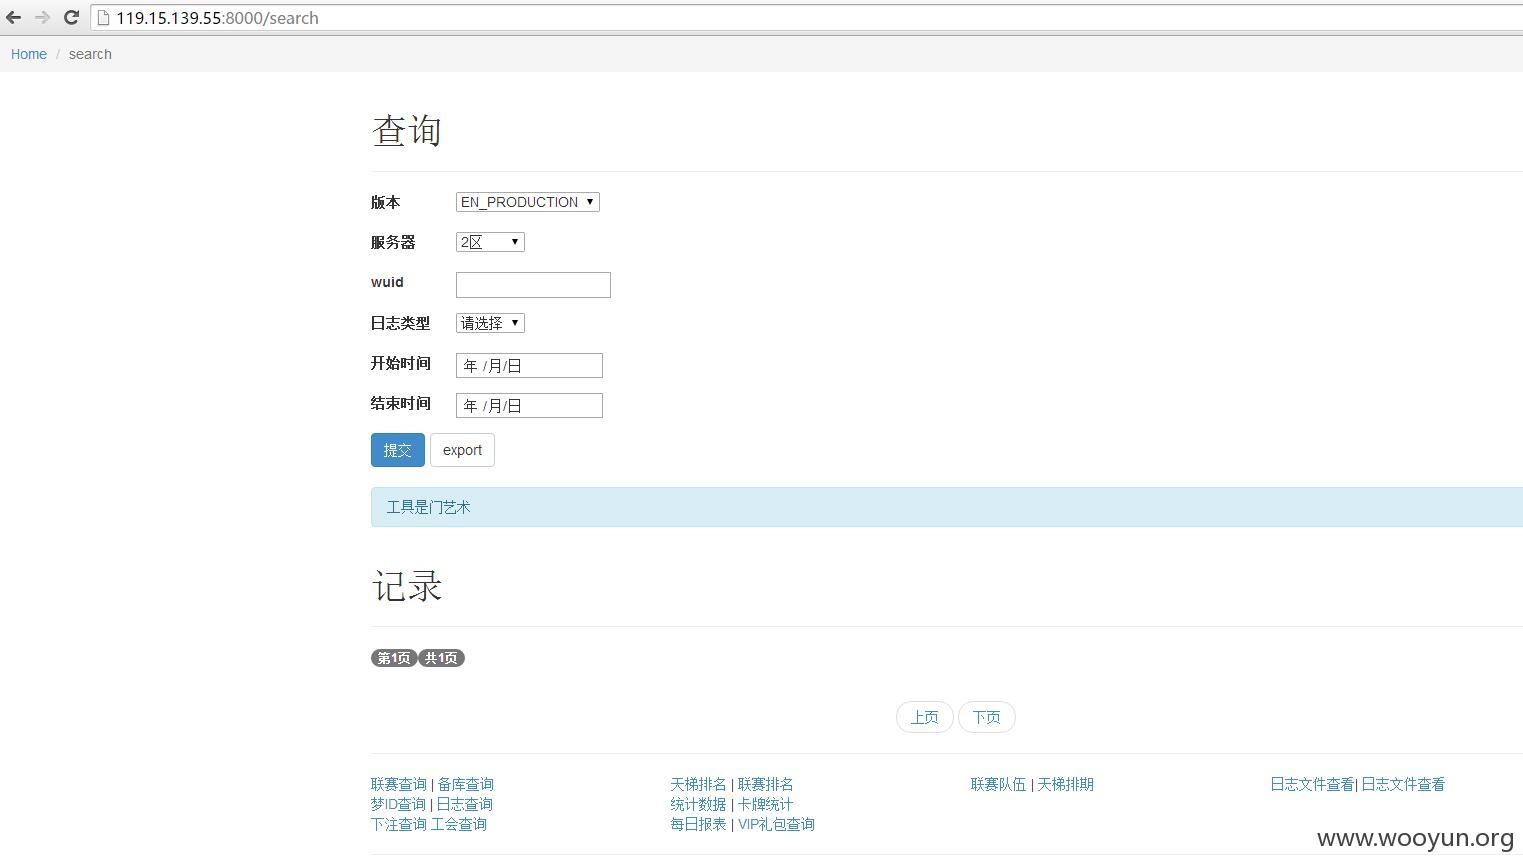 119.15.139.55:8000/search
Home / search
查询
版本 EN_PRODUCTION
服务器 2区
wuid
日志类型 请选择
开始时间 年 /月/日
结束时间 年 /月/日
提交 export
工具是门艺术
记录
第1页 共1页
上页 下页
联赛查询 | 备库查询 天梯排名 | 联赛排名 联赛队伍 | 天梯排期 日志文件查看| 日志文件查看
梦ID查询 | 日志查询 统计数据 | 卡牌统计
下注查询 工会查询 每日报表 | VIP礼包查询
www.wooyun.org